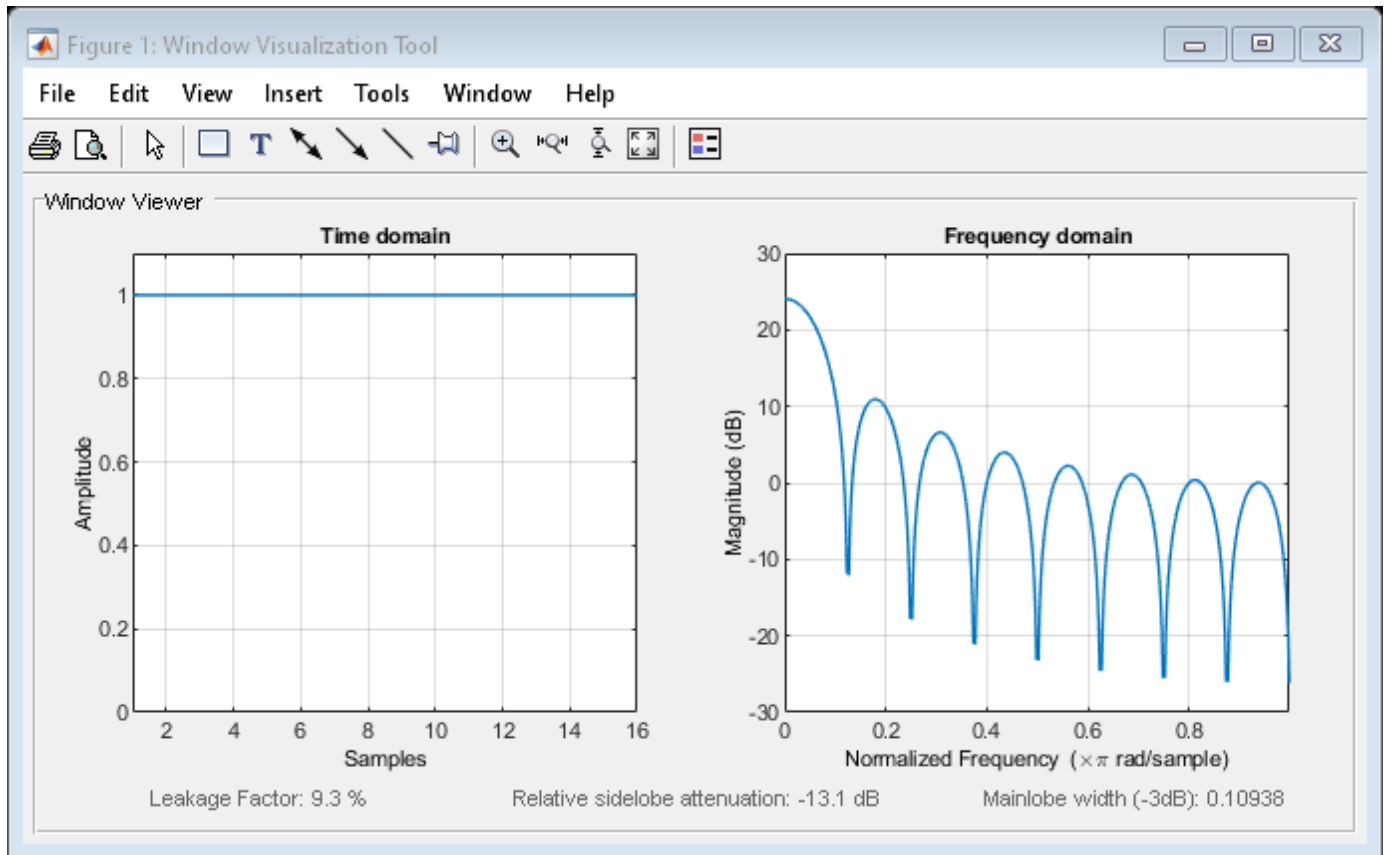 Figure 1: Window Visualization Tool
File Edit View Insert Tools Window Help
T
Window Viewer
Time domain
1
0.8
0.6
0.4
0.2
0
Amplitude
2 4 6 8 10 12 14 16
Samples
Frequency domain
30
20
10
0
-10
-20
-30
Magnitude (dB)
0 0.2 0.4 0.6 0.8
Normalized Frequency (×π rad/sample)
Leakage Factor: 9.3 %
Relative sidelobe attenuation: -13.1 dB
Mainlobe width (-3dB): 0.10938